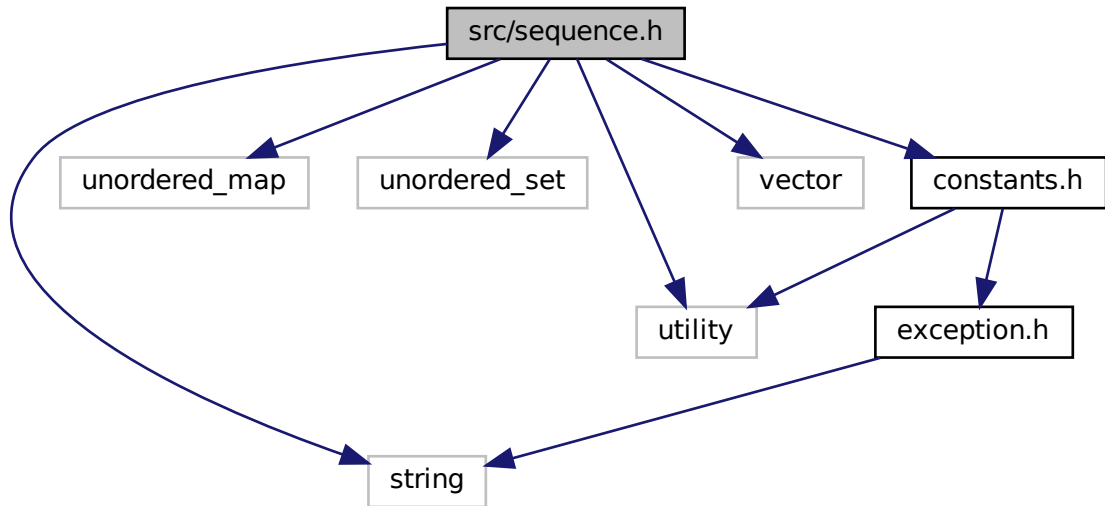 src/sequence.h
unordered_map
unordered_set
vector
constants.h
utility
exception.h
string